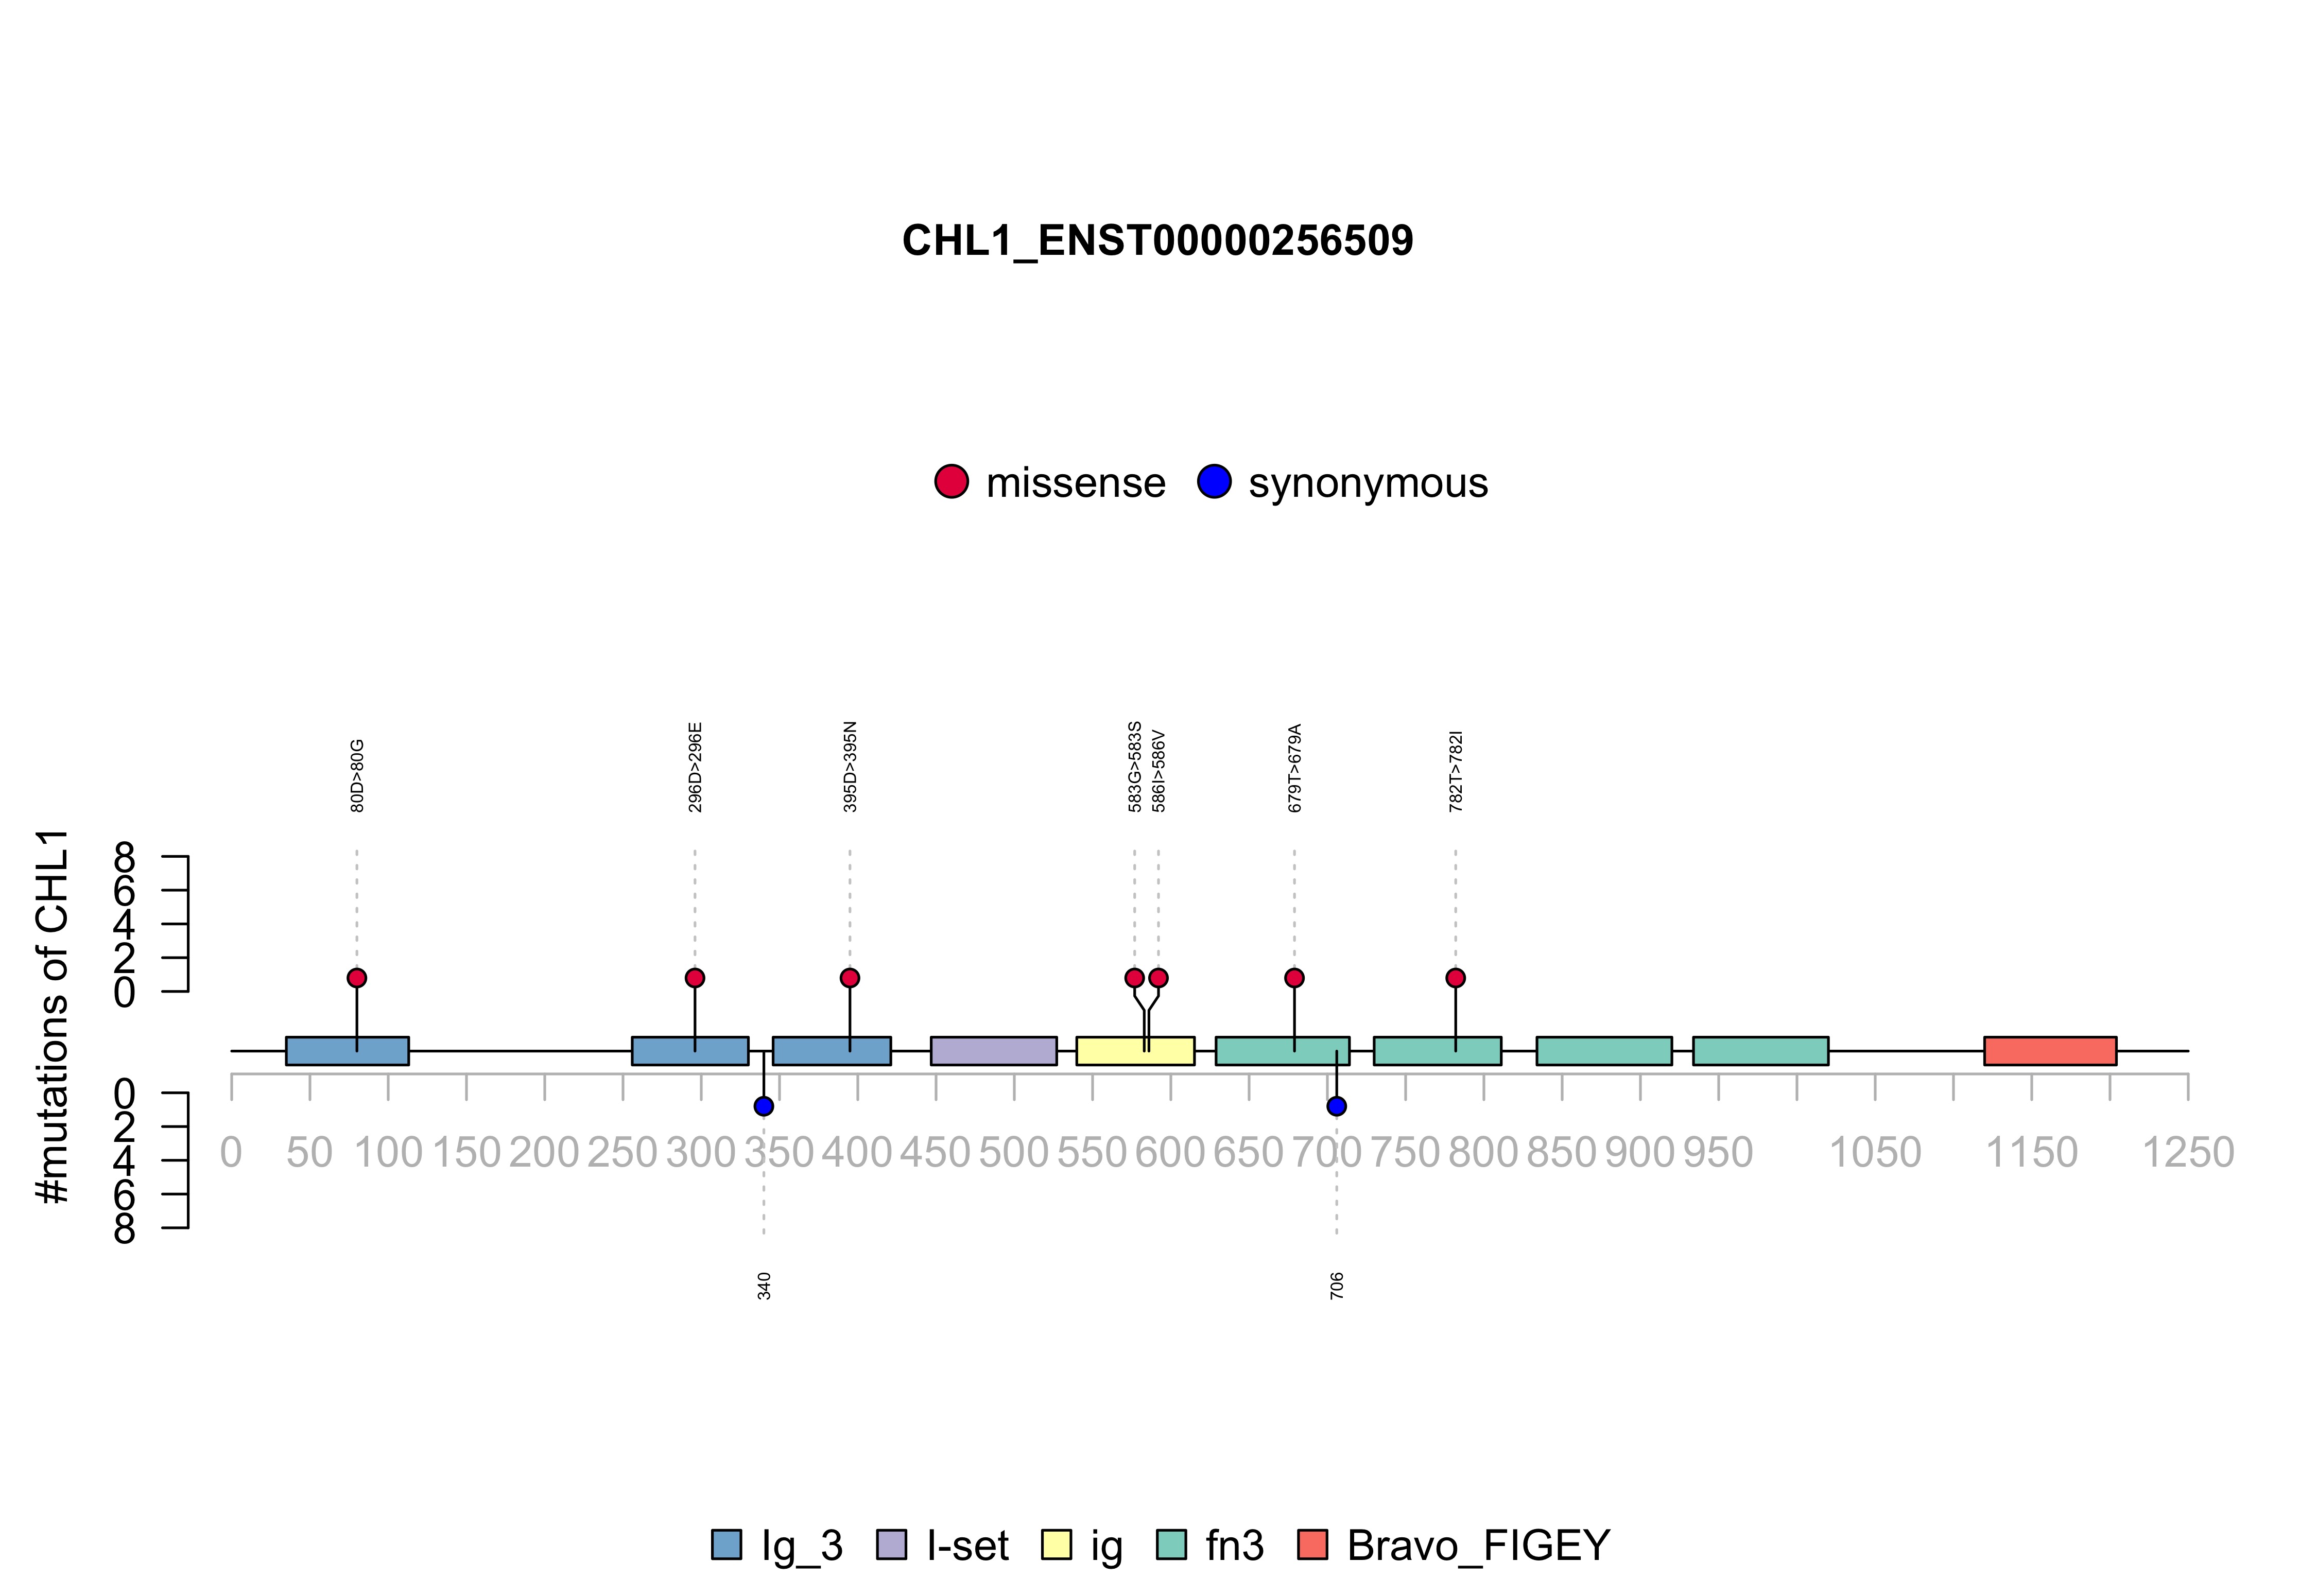 CHL1_ENST00000256509
missense synonymous
80D>80G 296D>296E 395D>395N 583G>583S 586I>586V 679T>679A 782T>782I
#mutations of CHL1
8
6
4
2
0
0
2
4
6
8
0 50 100 150 200 250 300 350 400 450 500 550 600 650 700 750 800 850 900 950 1050 1150 1250
340 706
Ig_3 I-set ig fn3 Bravo_FIGEY